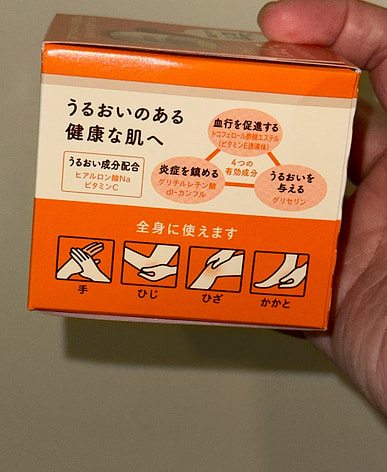 うるおいのある
健康な肌へ
うるおい成分配合
ヒアルロン酸Na
ビタミンC
血行を促進する
トコフェロール酢酸エステル
(ビタミンE誘導体)
4つの
有効成分
炎症を鎮める
グリチルレチン酸
dl-カンフル
うるおいを
与える
グリセリン
全身に使えます
手
ひじ
ひざ
かかと